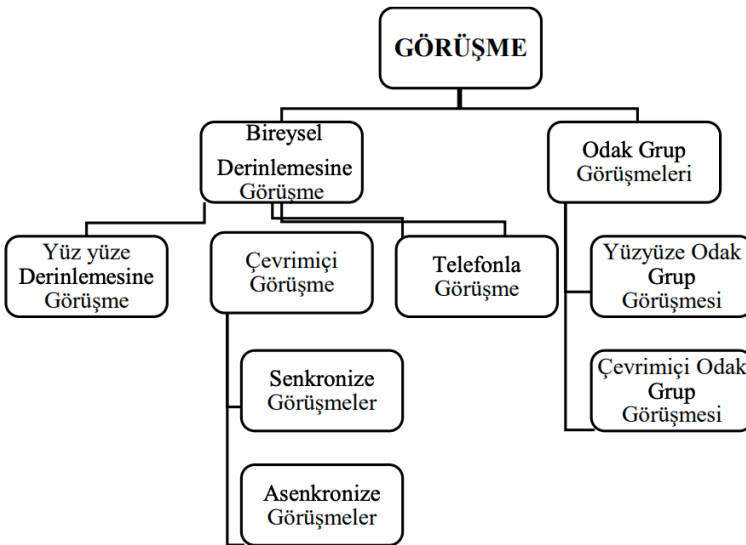 GÖRÜŞME
Bireysel
Derinlemesine
Görüşme
Odak Grup
Görüşmeleri
Yüz yüze
Derinlemesine
Görüşme
Çevrimiçi
Görüşme
Telefonla
Görüşme
Yüzyüze Odak
Grup
Görüşmesi
Senkronize
Görüşmeler
Çevrimiçi Odak
Grup
Görüşmesi
Asenkronize
Görüşmeler